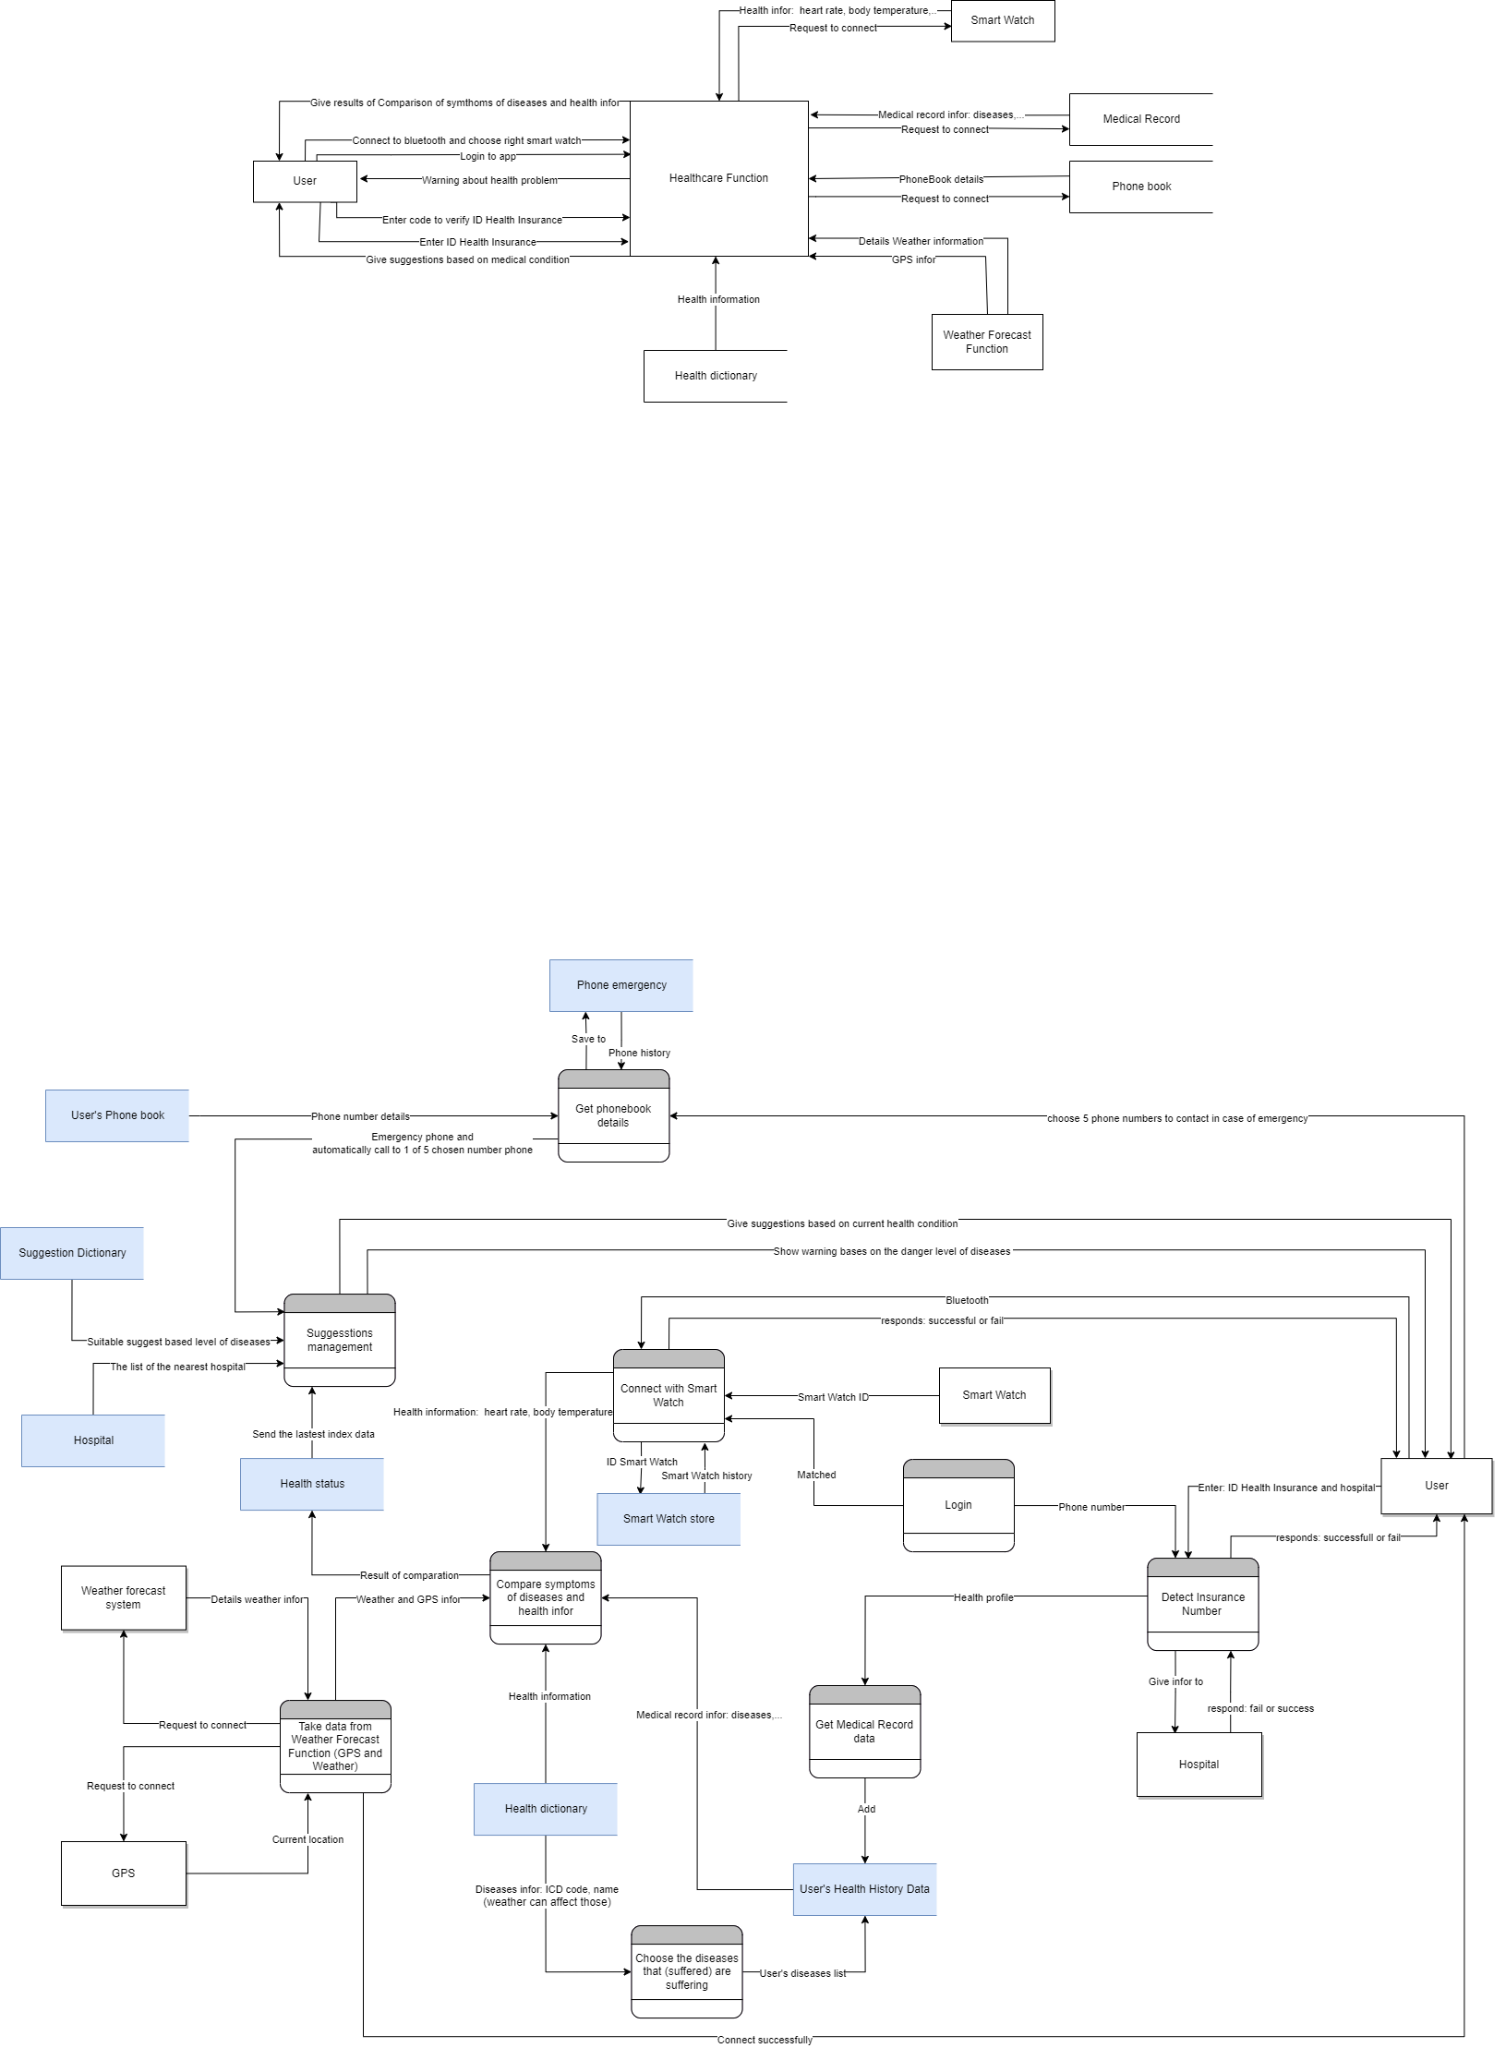 Health infor:  heart rate, body temperature,..
Smart Watch
Request to connect
Give results of Comparison of symthoms of diseases and health infor
Medical record infor: diseases,...
Medical Record
Request to connect
Connect to bluetooth and choose right smart watch
Login to app
User
Warning about health problem
Healthcare Function
PhoneBook details
Phone book
Request to connect
Enter code to verify ID Health Insurance
Enter ID Health Insurance
Details Weather information
Give suggestions based on medical condition
GPS infor
Health information
Weather Forecast
Function
Health dictionary
Phone emergency
Save to
Phone history
User's Phone book
Phone number details
Get phonebook
details
choose 5 phone numbers to contact in case of emergency
Emergency phone and
automatically call to 1 of 5 chosen number phone
Give suggestions based on current health condition
Suggestion Dictionary
Show warning bases on the danger level of diseases
Bluetooth
responds: successful or fail
Suggesstions
management
Suitable suggest based level of diseases
The list of the nearest hospital
Connect with Smart
Watch
Smart Watch ID
Smart Watch
Health information:  heart rate, body temperature
Hospital
Send the lastest index data
ID Smart Watch
Smart Watch history
Matched
Health status
Smart Watch store
Login
Phone number
Enter: ID Health Insurance and hospital
User
responds: successfull or fail
Result of comparation
Weather forecast
system
Details weather infor
Weather and GPS infor
Compare symptoms
of diseases and
health infor
Health profile
Detect Insurance
Number
Give infor to
respond: fail or success
Health information
Medical record infor: diseases,...
Request to connect
Take data from
Weather Forecast
Function (GPS and
Weather)
Get Medical Record
data
Hospital
Request to connect
Health dictionary
Add
Current location
GPS
Diseases infor: ICD code, name
(weather can affect those)
User's Health History Data
Choose the diseases
that (suffered) are
suffering
User's diseases list
Connect successfully